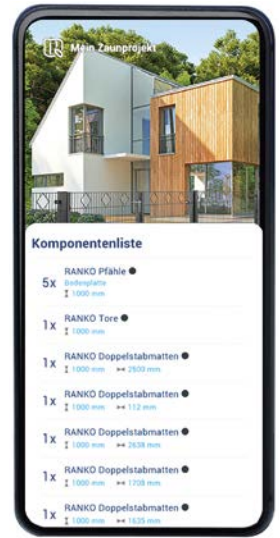 Mein Zaunprojekt
Komponentenliste
5x RANKO Pfähle
Bodenplatte
1000 mm
1x RANKO Tore
1000 mm
1x RANKO Doppelstabmatten
1000 mm 2503 mm
1x RANKO Doppelstabmatten
1000 mm 112 mm
1x RANKO Doppelstabmatten
1000 mm 2638 mm
1x RANKO Doppelstabmatten
1000 mm 1708 mm
1x RANKO Doppelstabmatten
1000 mm 1635 mm